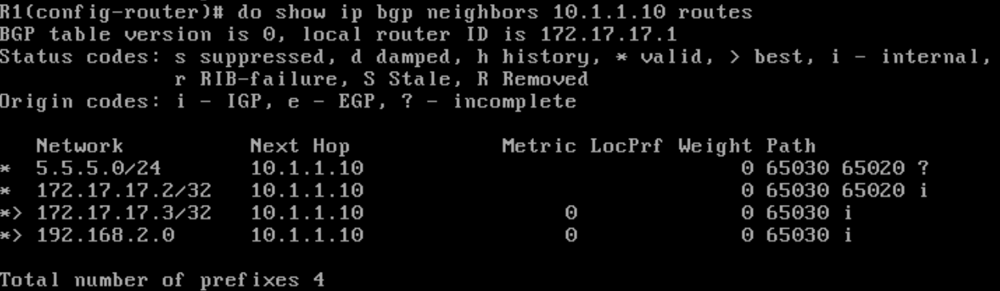 R1(config-router)# do show ip bgp neighbors 10.1.1.10 routes
BGP table version is 0, local router ID is 172.17.17.1
Status codes: s suppressed, d damped, h history, * valid, > best, i - internal,
              r RIB-failure, S Stale, R Removed
Origin codes: i - IGP, e - EGP, ? - incomplete

   Network          Next Hop            Metric LocPrf Weight Path
*  5.5.5.0/24       10.1.1.10                              0 65030 65020 ?
*  172.17.17.2/32   10.1.1.10                              0 65030 65020 i
*> 172.17.17.3/32   10.1.1.10                0             0 65030 i
*> 192.168.2.0      10.1.1.10                0             0 65030 i

Total number of prefixes 4